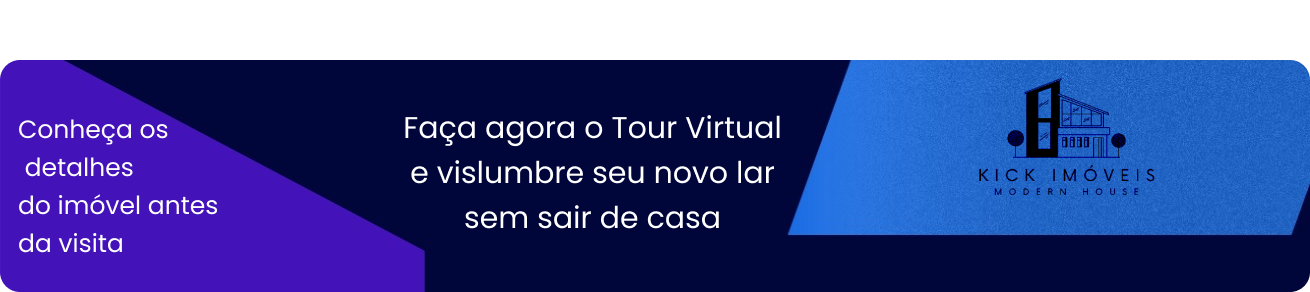 Conheça os
detalhes
do imóvel antes
da visita
Faça agora o Tour Virtual
e vislumbre seu novo lar
sem sair de casa
KICK IMÓVEIS
MODERN HOUSE